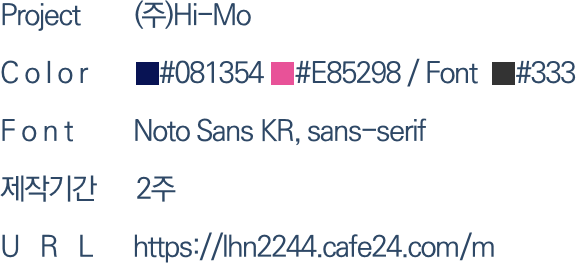 Project (주)Hi-Mo
Color #081354 #E85298 / Font #333
Font Noto Sans KR, sans-serif
제작기간 2주
URL https://lhn2244.cafe24.com/m